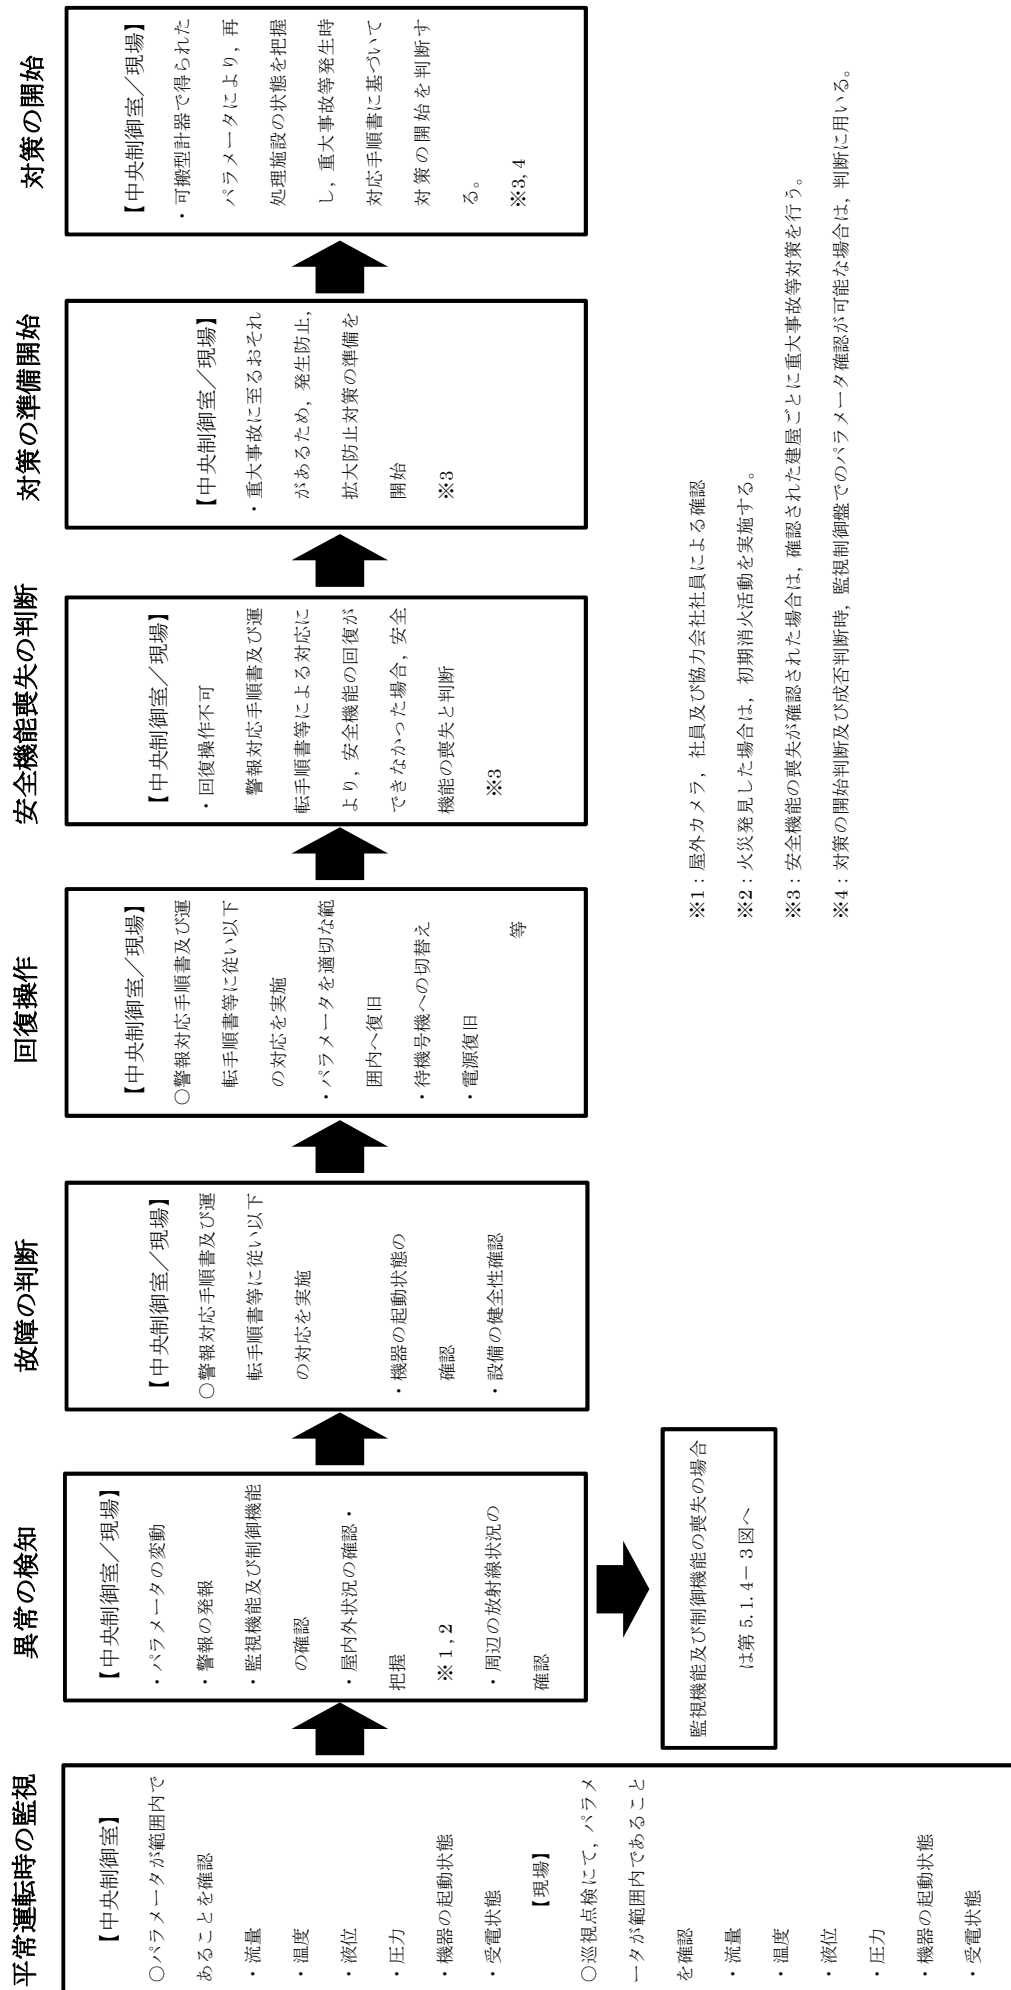 平常運転時の監視
【中央制御室】
○パラメータが範囲内で
あることを確認
・流量
・温度
・液位
・圧力
・機器の起動状態
・受電状態
【現場】
○巡視点検にて，パラメ
ータが範囲内であること
を確認
・流量
・温度
・液位
・圧力
・機器の起動状態
・受電状態
異常の検知
【中央制御室／現場】
・パラメータの変動
・警報の発報
・監視機能及び制御機能
の確認
・屋内外状況の確認・
把握
※1，2
・周辺の放射線状況の
確認
監視機能及び制御機能の喪失の場合
は第 5.1.4－３図へ
故障の判断
【中央制御室／現場】
○警報対応手順書及び運
転手順書等に従い以下
の対応を実施
・機器の起動状態の
確認
・設備の健全性確認
回復操作
【中央制御室／現場】
○警報対応手順書及び運
転手順書等に従い以下
の対応を実施
・パラメータを適切な範
囲内へ復旧
・待機号機への切替え
・電源復旧
等
安全機能喪失の判断
【中央制御室／現場】
・回復操作不可
警報対応手順書及び運
転手順書等による対応に
より，安全機能の回復が
できなかった場合，安全
機能の喪失と判断
※3
対策の準備開始
【中央制御室／現場】
・重大事故に至るおそれ
があるため，発生防止，
拡大防止対策の準備を
開始
※3
対策の開始
【中央制御室／現場】
・可搬型計器で得られた
パラメータにより，再
処理施設の状態を把握
し，重大事故等発生時
対応手順書に基づいて
対策の開始を判断す
る。
※3，4
※1：屋外カメラ，社員及び協力会社社員による確認
※2：火災発見した場合は，初期消火活動を実施する。
※3：安全機能の喪失が確認された場合は，確認された建屋ごとに重大事故等対策を行う。
※4：対策の開始判断及び成否判断時，監視制御盤でのパラメータ確認が可能な場合は，判断に用いる。